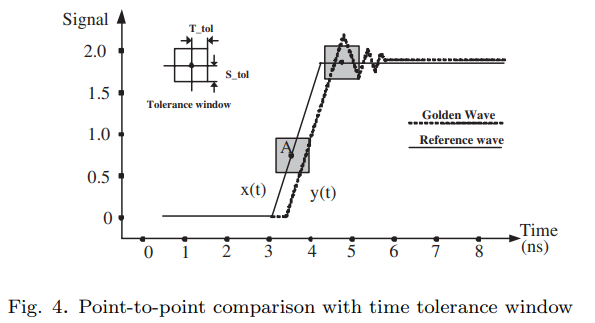 Signal
T_tol
2.0
S_tol
1.5
Tolerance window
Golden Wave
1.0
Reference wave
A
0.5
x(t)
y(t)
0
Time
(ns)
0 1 2 3 4 5 6 7 8
Fig. 4. Point-to-point comparison with time tolerance window